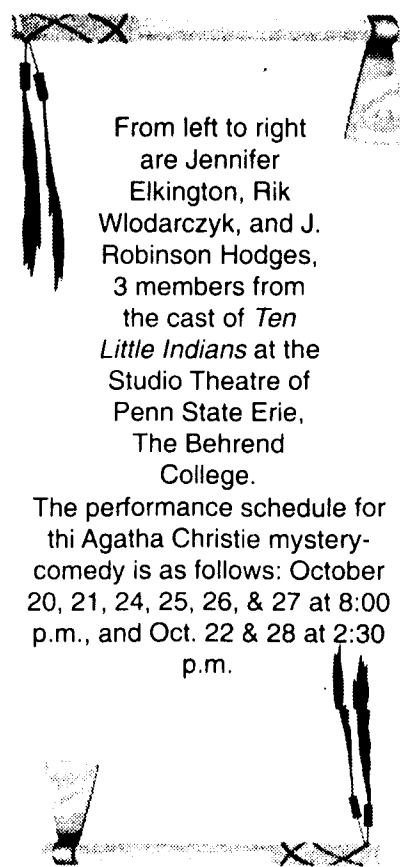 From left to right
are Jennifer
Elkington, Rik
Wlodarczyk, and J.
Robinson Hodges,
3 members from
the cast of Ten
Little Indians at the
Studio Theatre of
Penn State Erie,
The Behrend
College.
The performance schedule for
thi Agatha Christie mystery-
comedy is as follows: October
20, 21, 24, 25, 26, & 27 at 8:00
p.m., and Oct. 22 & 28 at 2:30
p.m.